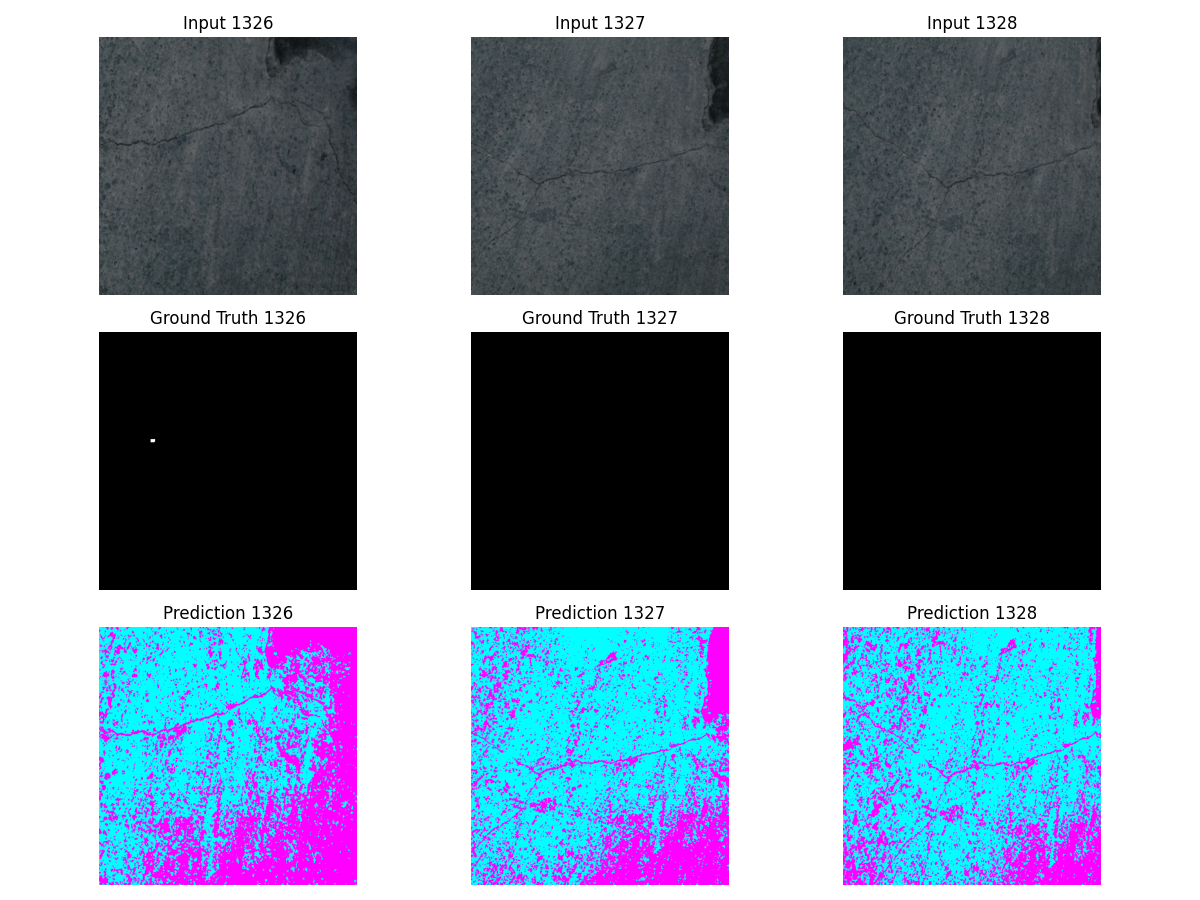 Input 1326
Input 1327
Input 1328
Ground Truth 1326
Ground Truth 1327
Ground Truth 1328
Prediction 1326
Prediction 1327
Prediction 1328